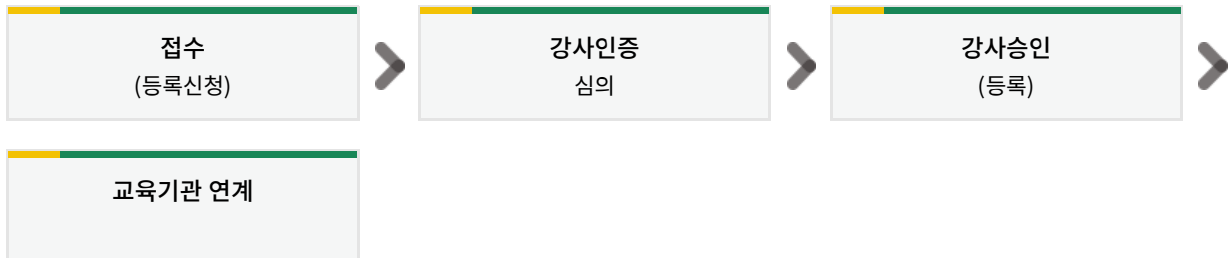 접수
(등록신청)
강사인증
심의
강사승인
(등록)
교육기관 연계